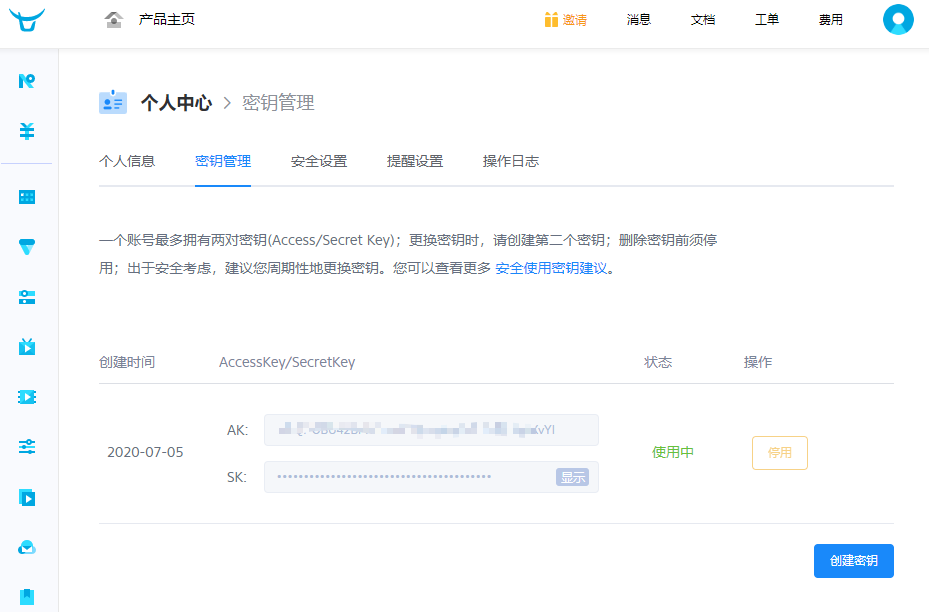 产品主页
邀请
消息
文档
工单
费用
个人中心 > 密钥管理
个人信息
密钥管理
安全设置
提醒设置
操作日志
一个账号最多拥有两对密钥(Access/Secret Key)；更换密钥时，请创建第二个密钥；删除密钥前须停
用；出于安全考虑，建议您周期性地更换密钥。您可以查看更多 安全使用密钥建议。
创建时间
AccessKey/SecretKey
状态
操作
2020-07-05
AK:
SK:
显示
使用中
停用
创建密钥